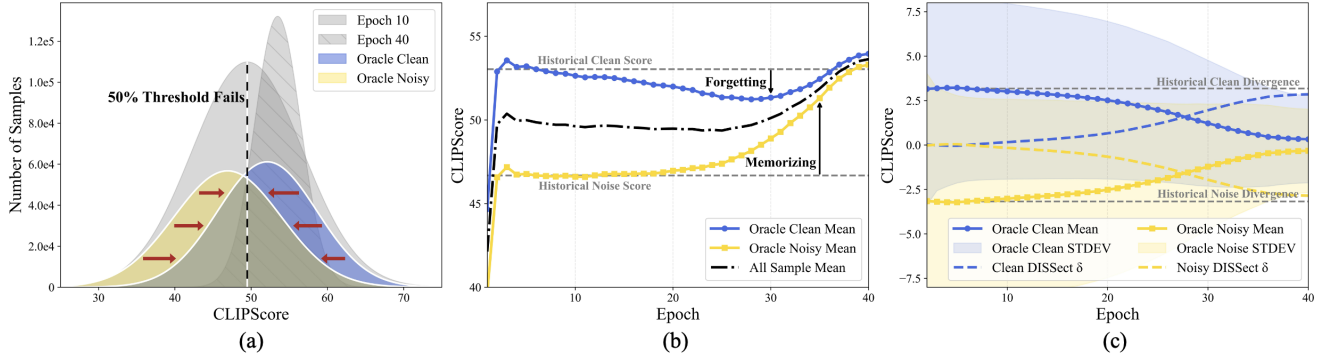 Number of Samples
1.2e5
1.0e5
8.0e4
6.0e4
4.0e4
2.0e4
0
30
40
50
60
70
CLIPScore
50% Threshold Fails
Epoch 10
Epoch 40
Oracle Clean
Oracle Noisy
(a)
CLIPScore
55
50
45
40
1
10
20
30
40
Epoch
Historical Clean Score
Forgetting
Memorizing
Historical Noise Score
Oracle Clean Mean
Oracle Noisy Mean
All Sample Mean
(b)
CLIPScore
7.5
5.0
2.5
0.0
−2.5
−5.0
−7.5
10
20
30
40
Epoch
Historical Clean Divergence
Historical Noise Divergence
Oracle Clean Mean
Oracle Clean STDEV
Clean DISSect δ
Oracle Noisy Mean
Oracle Noise STDEV
Noisy DISSect δ
(c)